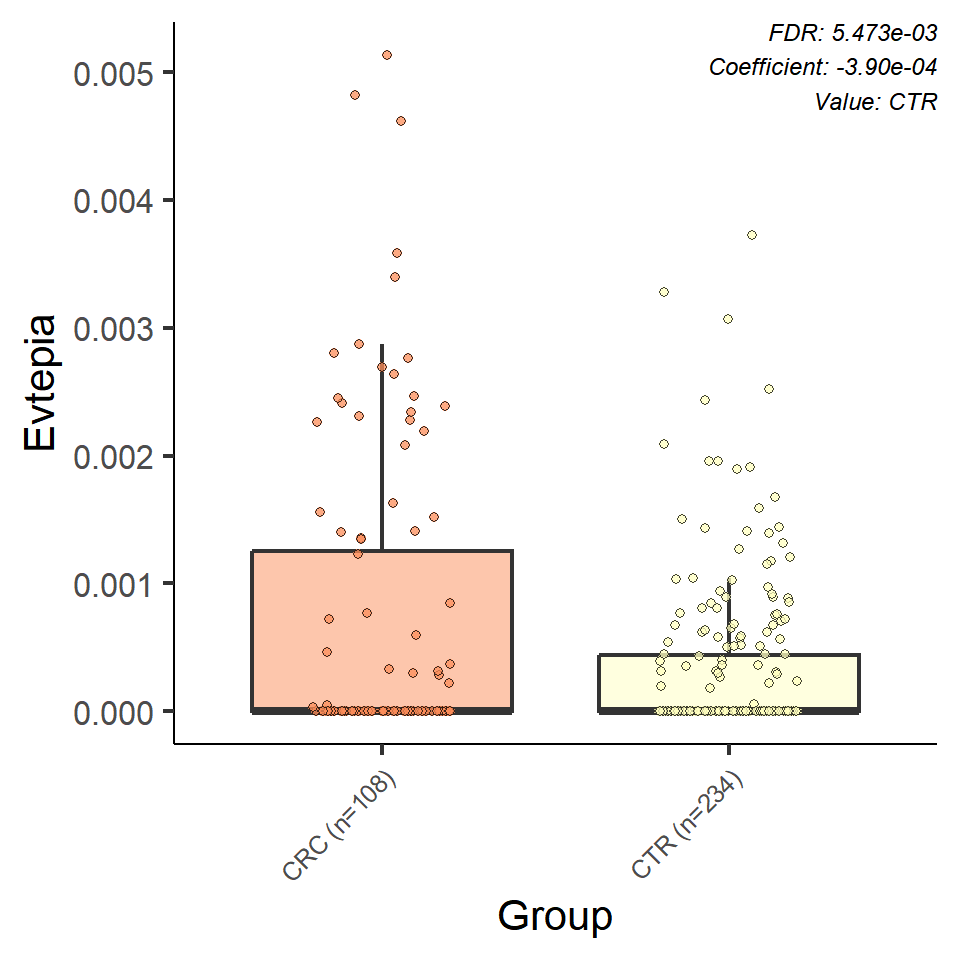 FDR: 5.473e-03
Coefficient: -3.90e-04
Value: CTR
0.005
0.004
0.003
0.002
0.001
0.000
Evtepia
CRC (n=108)
CTR (n=234)
Group